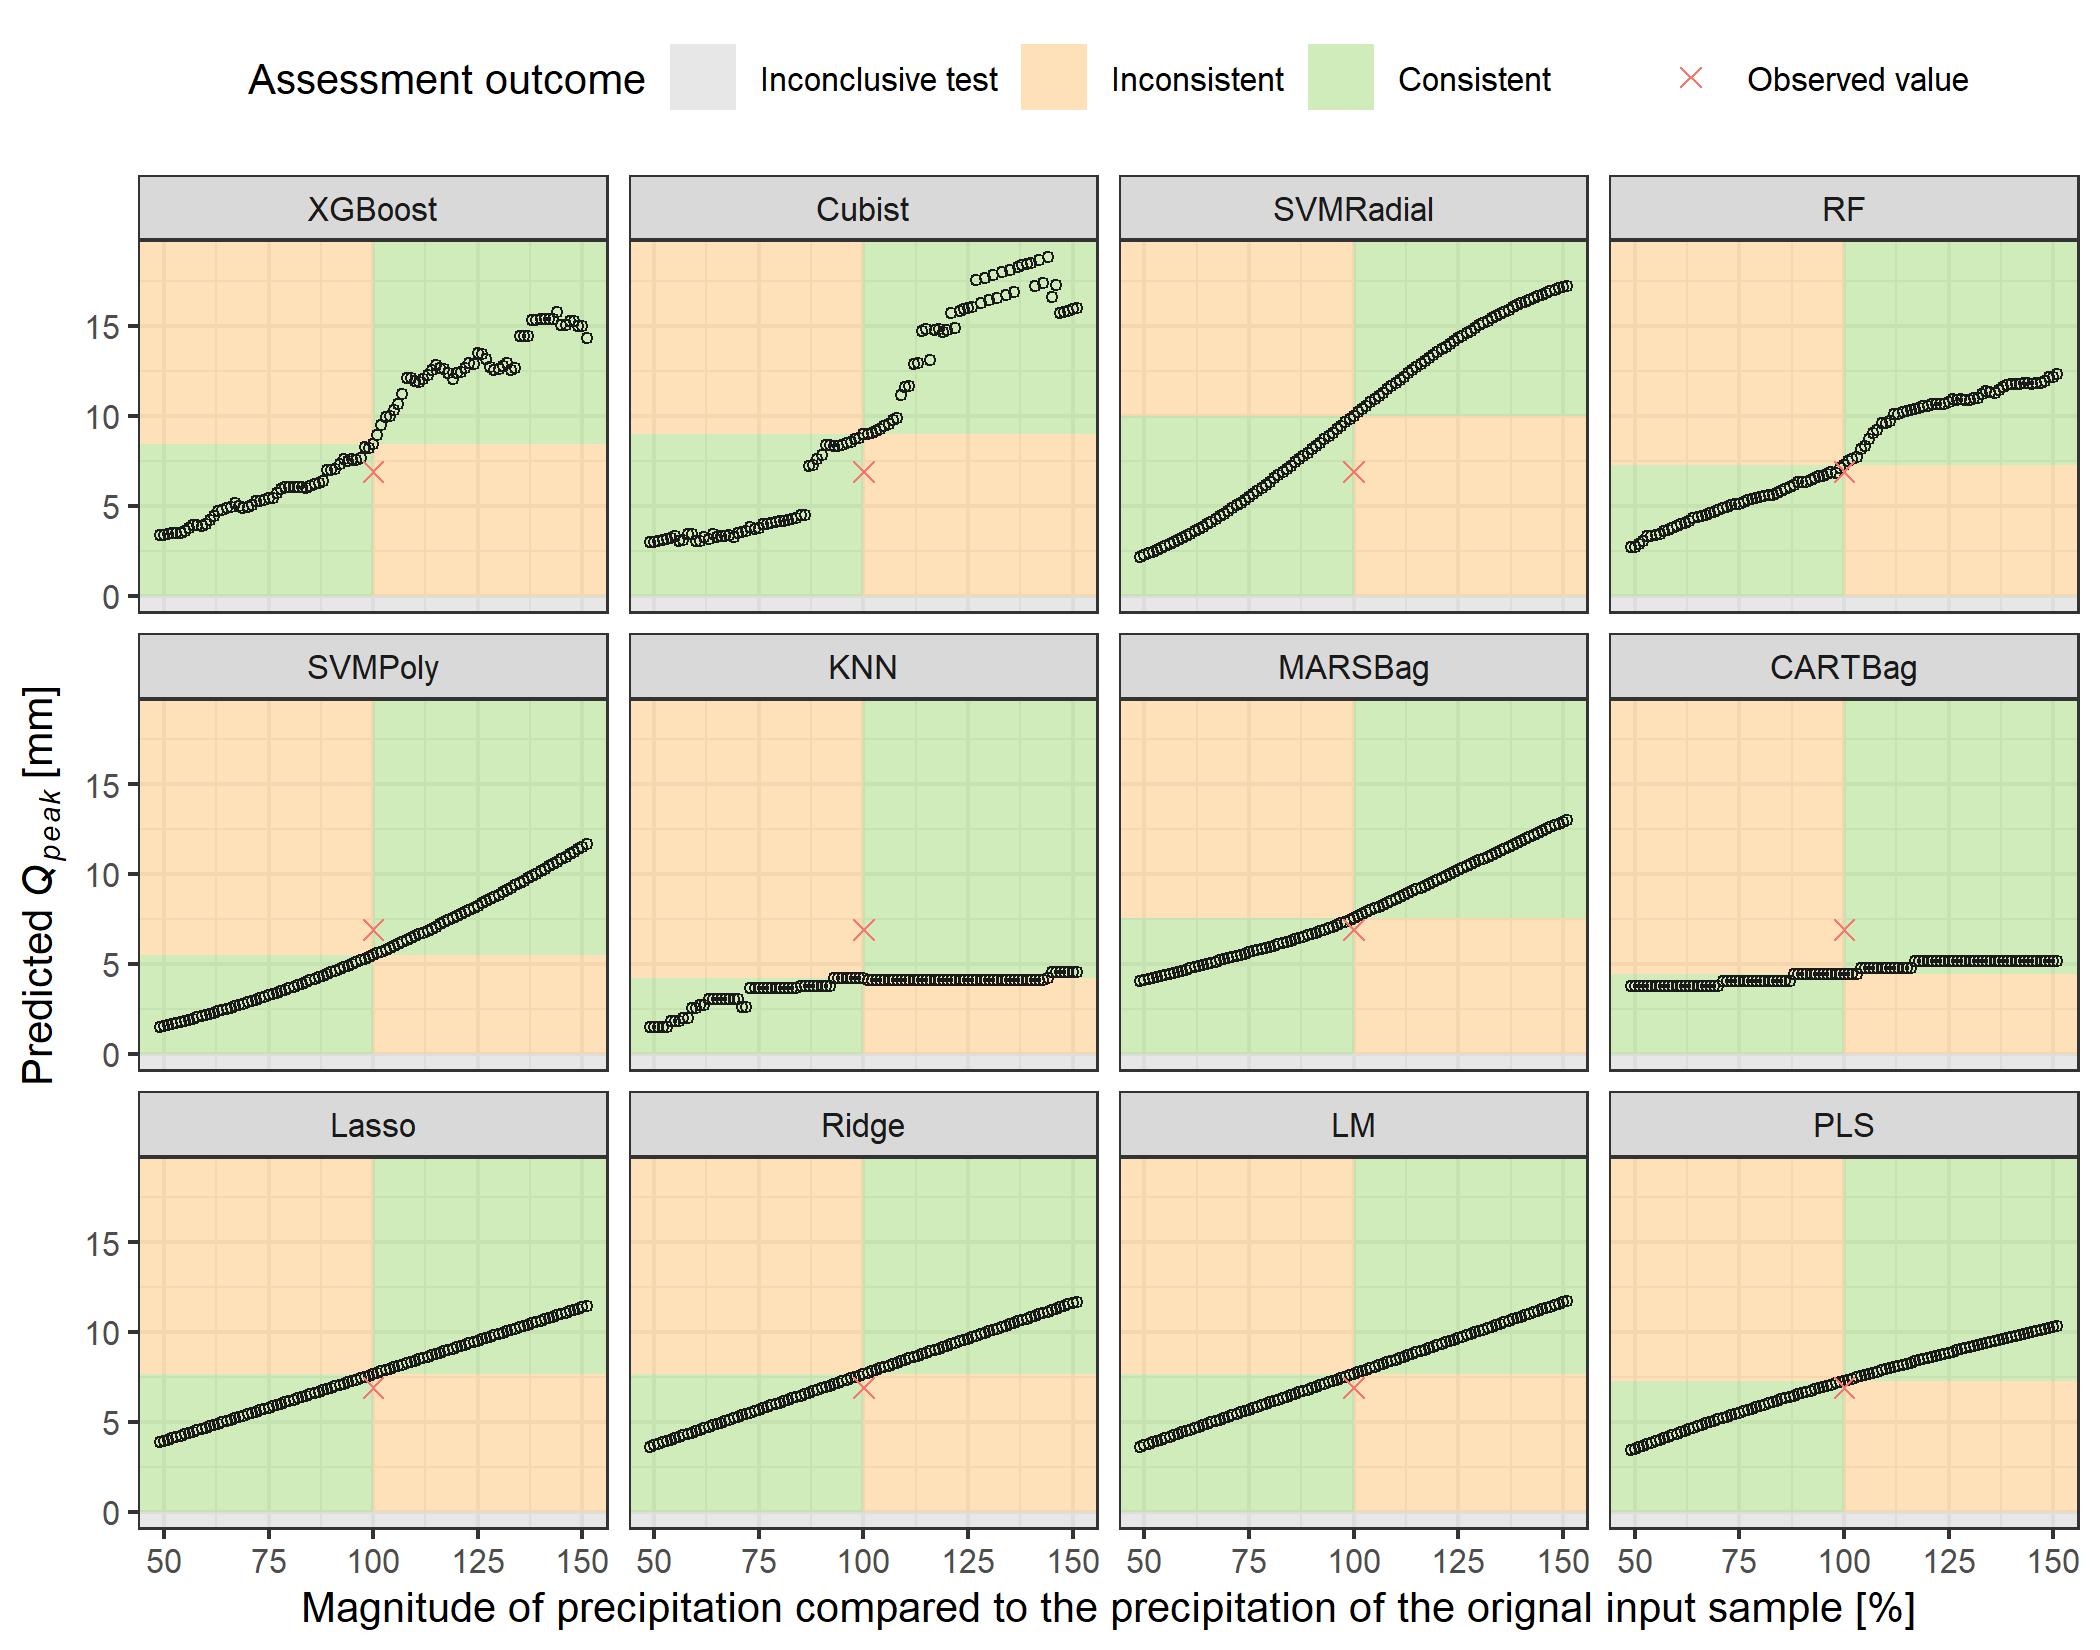 Assessment outcome Inconclusive test Inconsistent Consistent Observed value
XGBoost Cubist SVMRadial RF
15
10
5
0
SVMPoly KNN MARSBag CARTBag
15
10
5
0
Lasso Ridge LM PLS
15
10
5
0
Predicted Qpeak [mm]
50 75 100 125 150 50 75 100 125 150 50 75 100 125 150 50 75 100 125 150
Magnitude of precipitation compared to the precipitation of the orignal input sample [%]